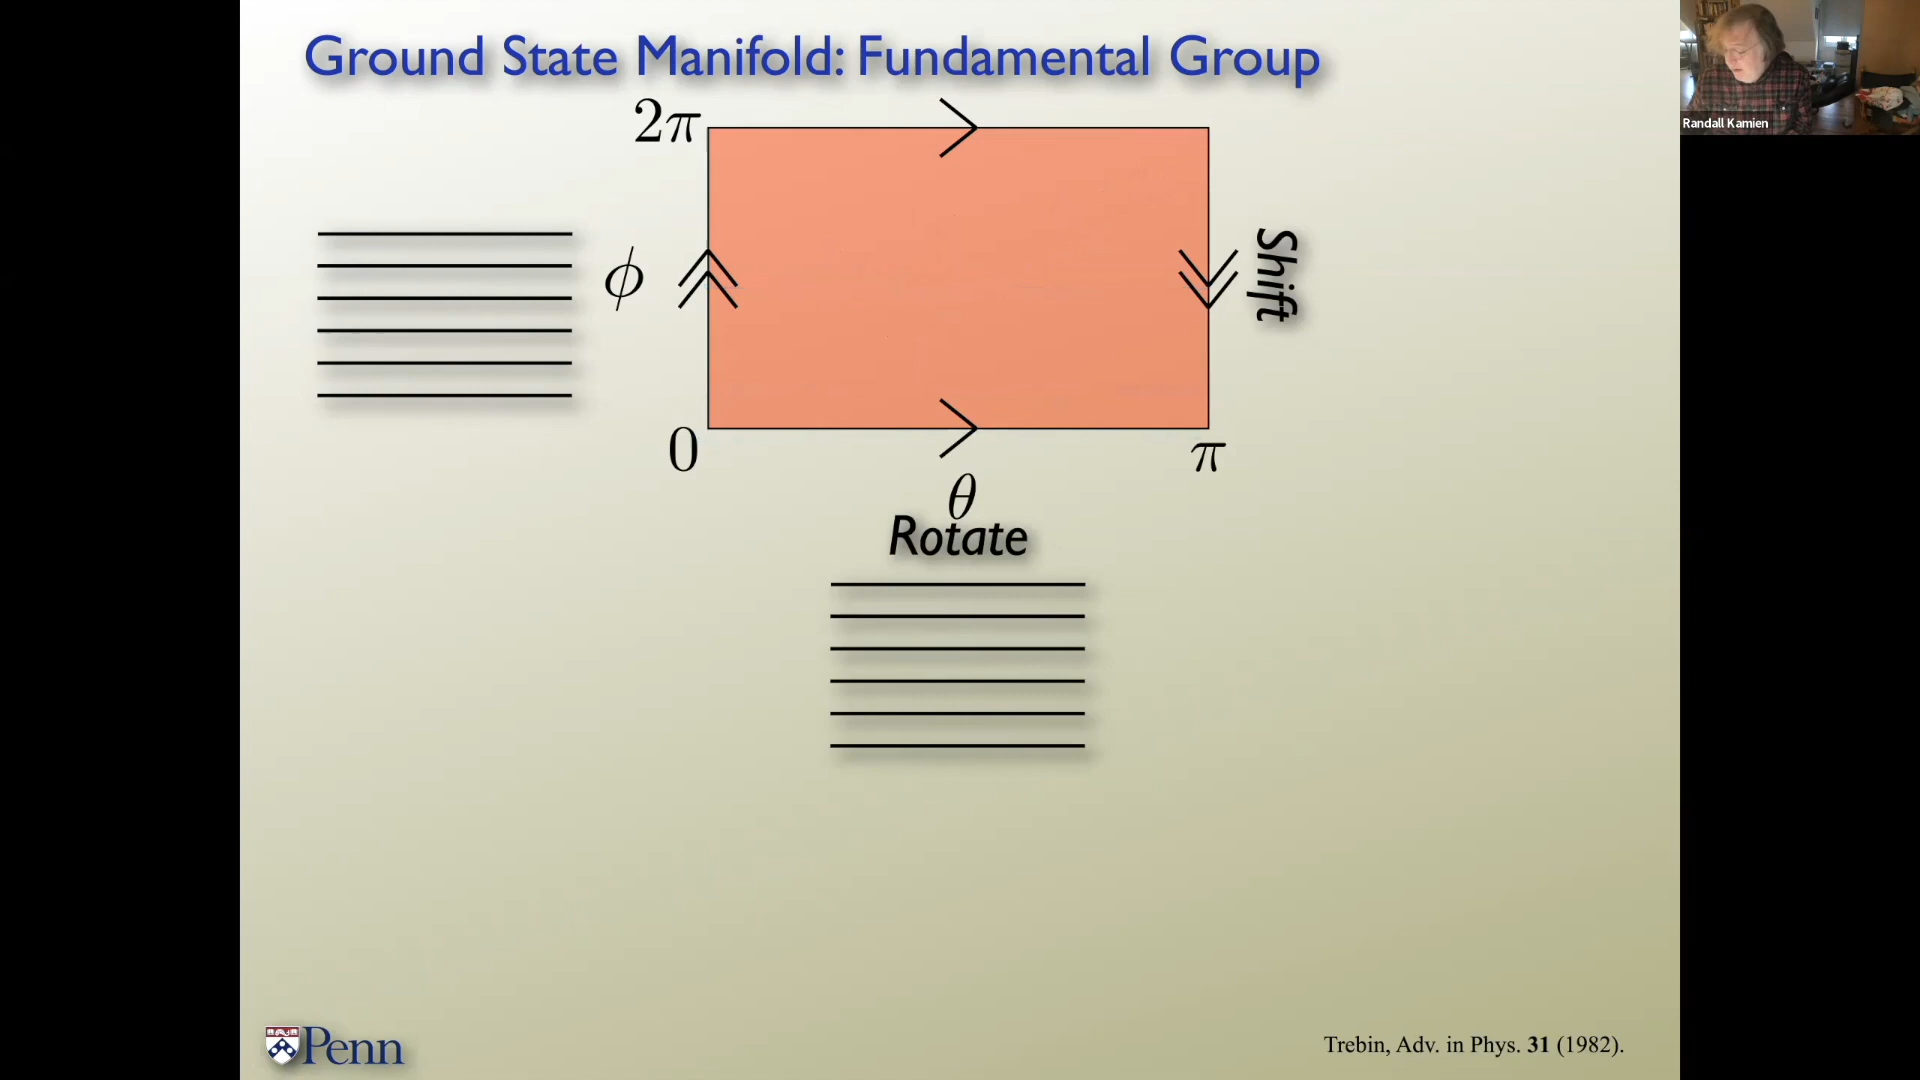 Ground State Manifold: Fundamental Group
2π
ϕ
Shift
0
π
θ
Rotate
Penn
Trebin, Adv. in Phys. 31 (1982).
Randall Kamien